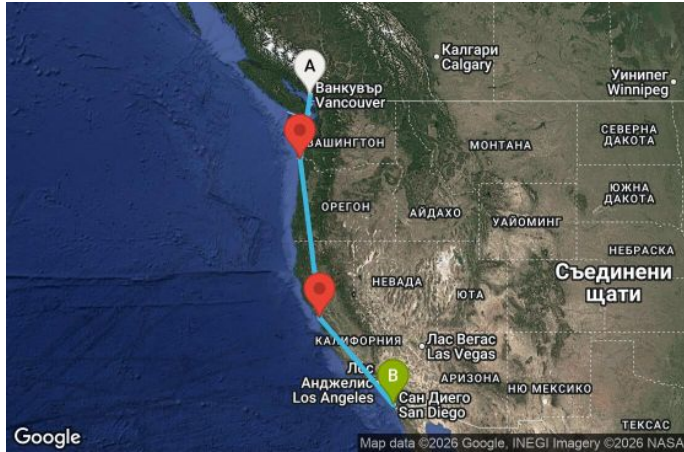 A
Ванкувър
Vancouver
Калгари
Calgary
Уинипег
Winnipeg
ВАШИНГТОН
МОНТАНА
СЕВЕРНА
ДАКОТА
ЮЖНА
ДАКОТА
ОРЕГОН
АЙДАХО
УАЙОМИНГ
НЕБРАСКА
Съединени
щати
НЕВАДА
ЮТА
КАЛИФОРНИЯ
Лас Вегас
Las Vegas
Лос
Анджелис
Los Angeles
B
Сан Диего
San Diego
АРИЗОНА
НЮ МЕКСИКО
ТЕКСАС
Google
Map data ©2026 Google, INEGI Imagery ©2026 NASA